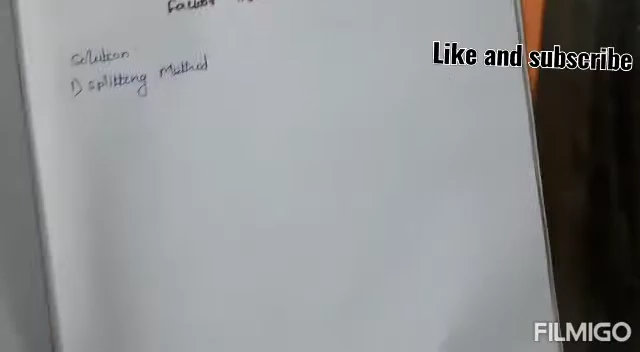 Solution
1) splitting Method
Like and subscribe
FILMIGO